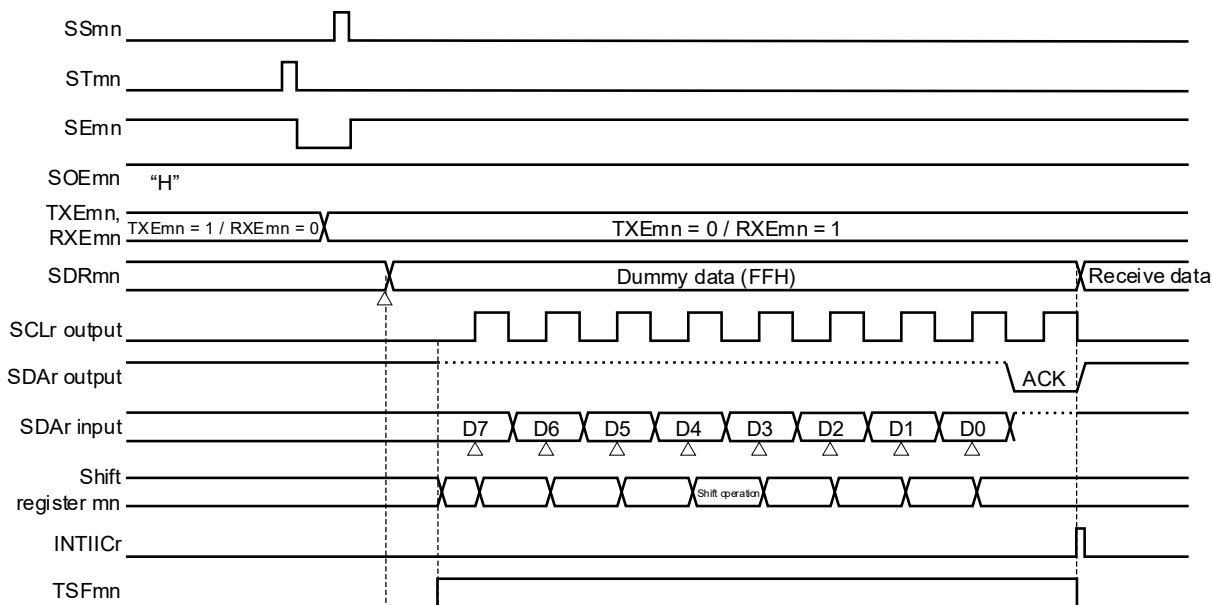 SSmn
STmn
SEmn
SOEmn "H"
TXEmn,
RXEmn TXEmn = 1 / RXEmn = 0 TXEmn = 0 / RXEmn = 1
SDRmn Dummy data (FFH) Receive data
SCLr output
SDAr output ACK
SDAr input D7 D6 D5 D4 D3 D2 D1 D0
Shift
register mn Shift operation
INTIICr
TSFmn